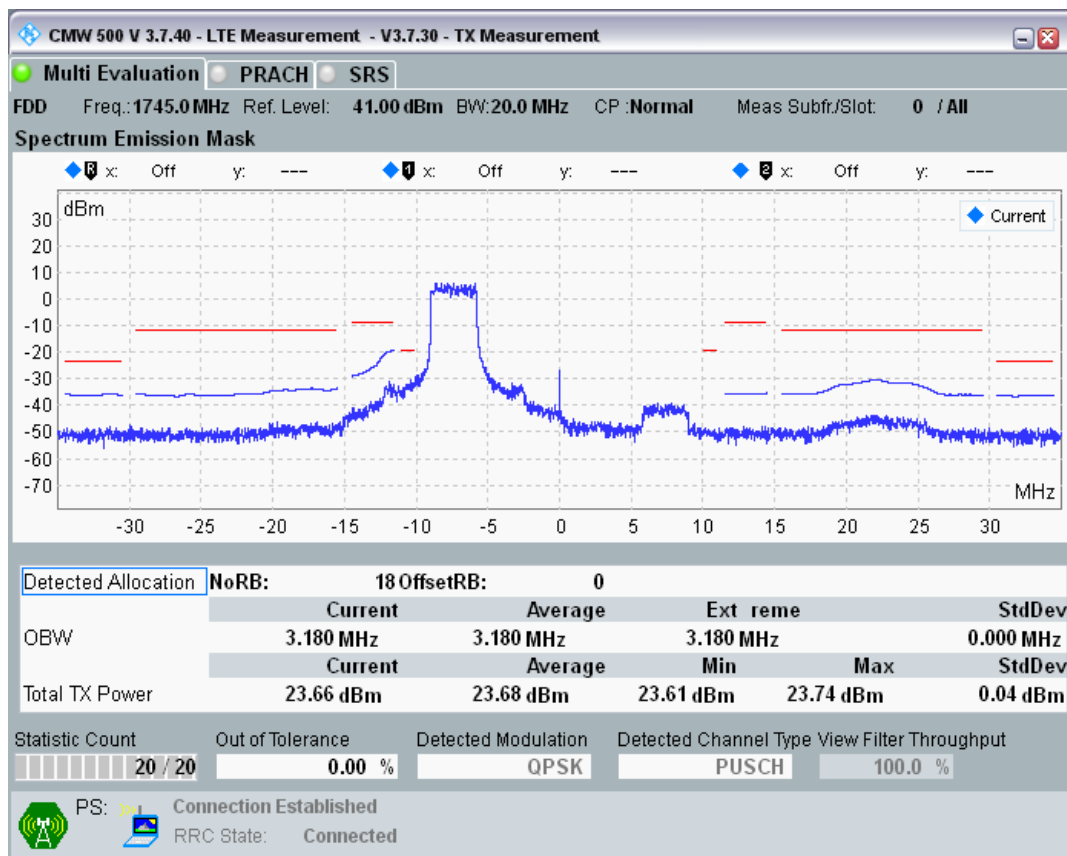 CMW 500 V 3.7.40 - LTE Measurement - V3.7.30 - TX Measurement
Multi Evaluation PRACH SRS
FDD Freq.:1745.0 MHz Ref. Level: 41.00 dBm BW:20.0 MHz CP :Normal Meas Subfr./Slot: 0 / All
Spectrum Emission Mask
R x: Off y: --- 1 x: Off y: --- 2 x: Off y: ---
dBm
Current
30
20
10
0
-10
-20
-30
-40
-50
-60
-70
MHz
-30 -25 -20 -15 -10 -5 0 5 10 15 20 25 30
Detected Allocation NoRB: 18 OffsetRB: 0
Current Average Ext reme StdDev
OBW 3.180 MHz 3.180 MHz 3.180 MHz 0.000 MHz
Current Average Min Max StdDev
Total TX Power 23.66 dBm 23.68 dBm 23.61 dBm 23.74 dBm 0.04 dBm
Statistic Count Out of Tolerance Detected Modulation Detected Channel Type View Filter Throughput
20 / 20 0.00 % QPSK PUSCH 100.0 %
PS: Connection Established
RRC State: Connected